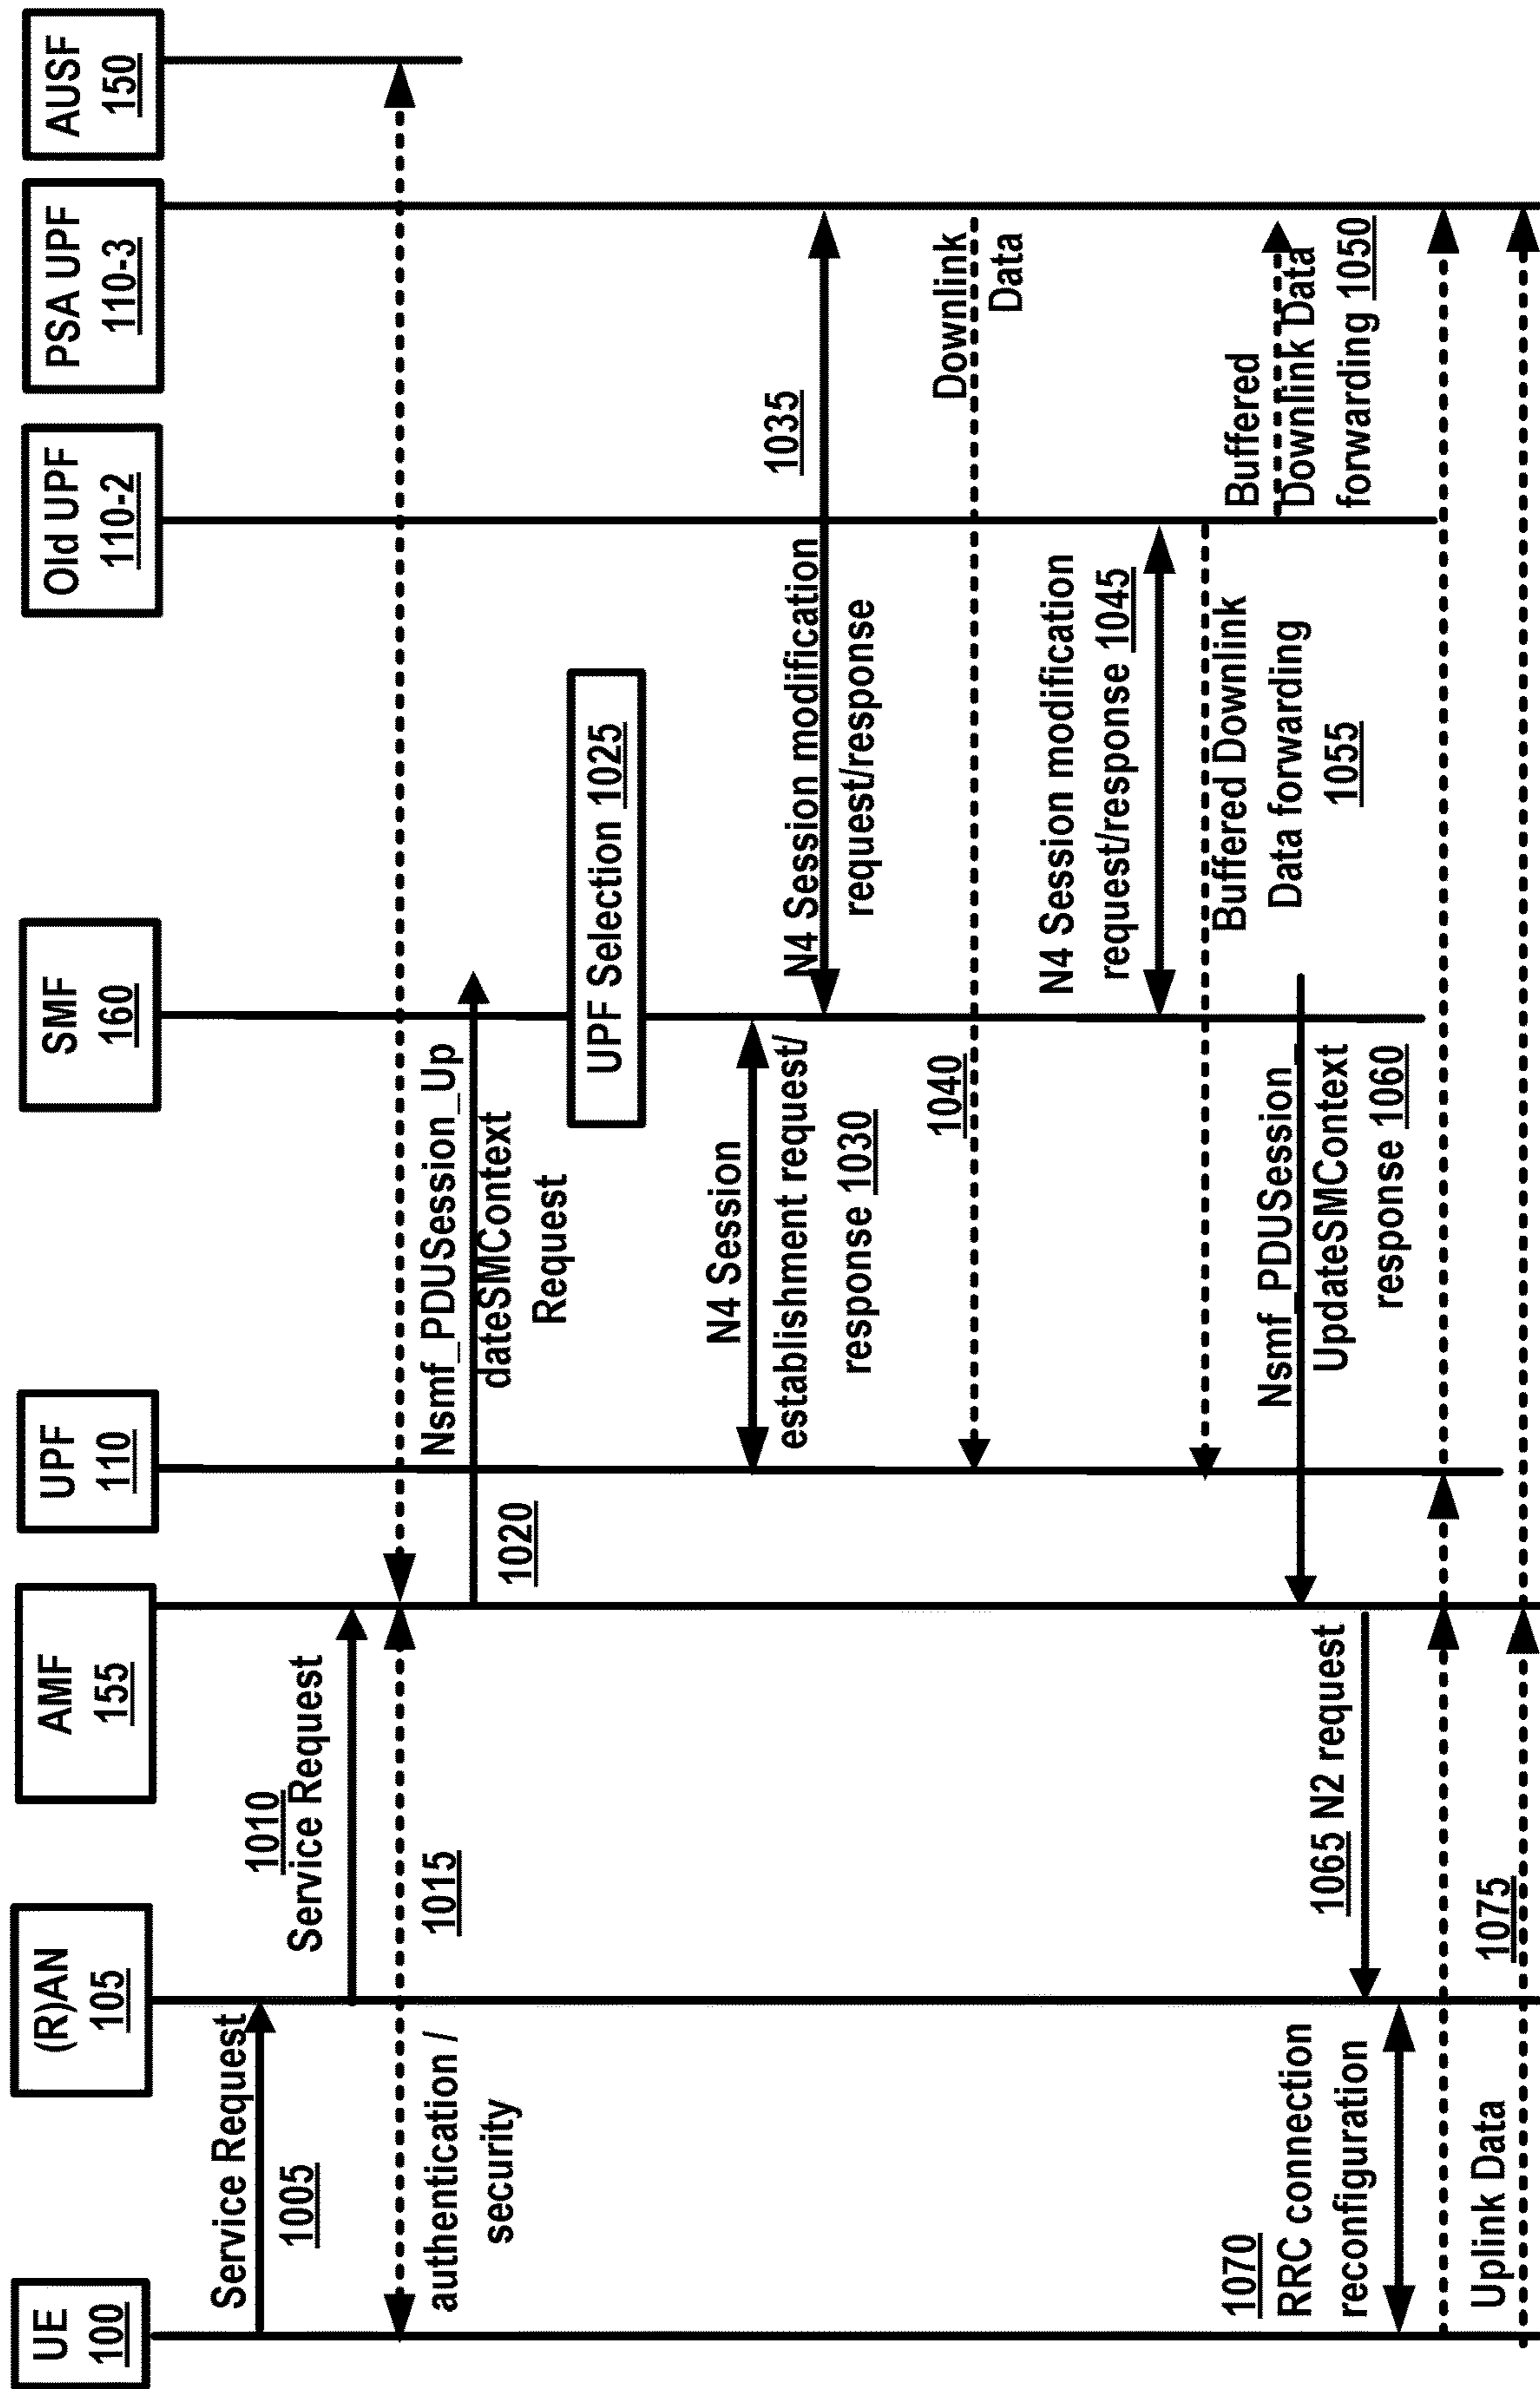 UE
100
(R)AN
105
AMF
155
UPF
110
SMF
160
Old UPF
110-2
PSA UPF
110-3
AUSF
150
Service Request
1005
1010
Service Request
authentication /
security
1015
Nsmf_PDUSession_Up
dateSMContext
Request
1020
UPF Selection 1025
N4 Session
establishment request/
response 1030
1035
N4 Session modification
request/response
Downlink
Data
1040
N4 Session modification
request/response 1045
Buffered
Downlink Data
forwarding 1050
Buffered Downlink
Data forwarding
1055
Nsmf_PDUSession_
UpdateSMContext
response 1060
1065 N2 request
1070
RRC connection
reconfiguration
Uplink Data
1075